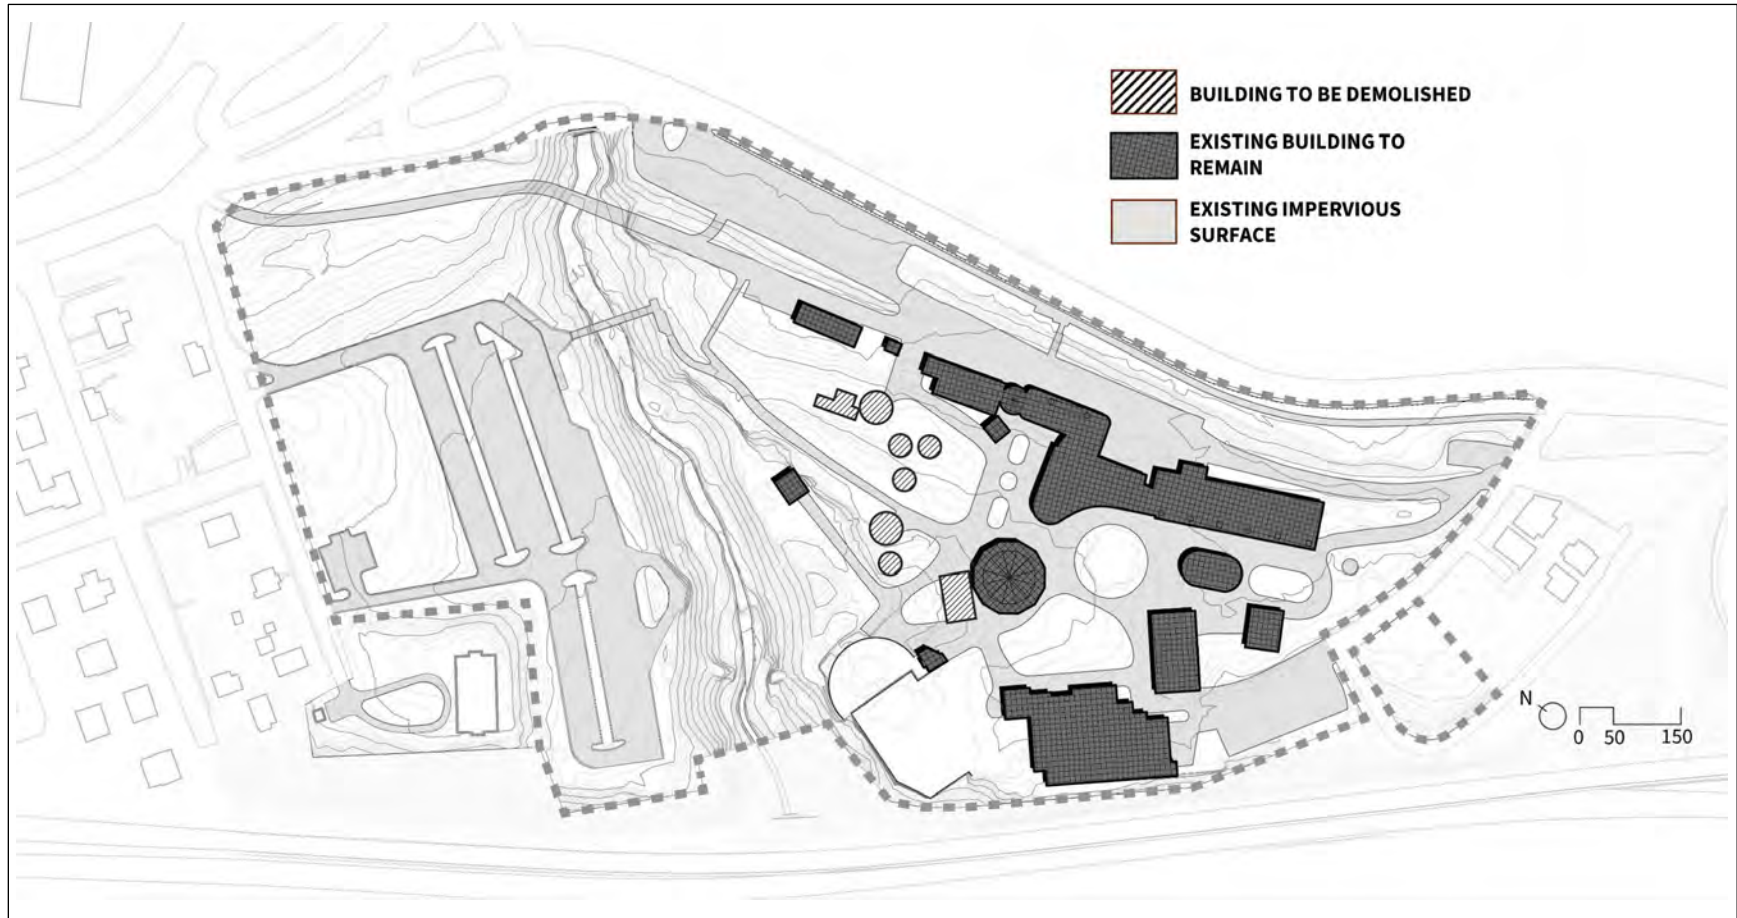 BUILDING TO BE DEMOLISHED
EXISTING BUILDING TO
REMAIN
EXISTING IMPERVIOUS
SURFACE
N
0 50 150